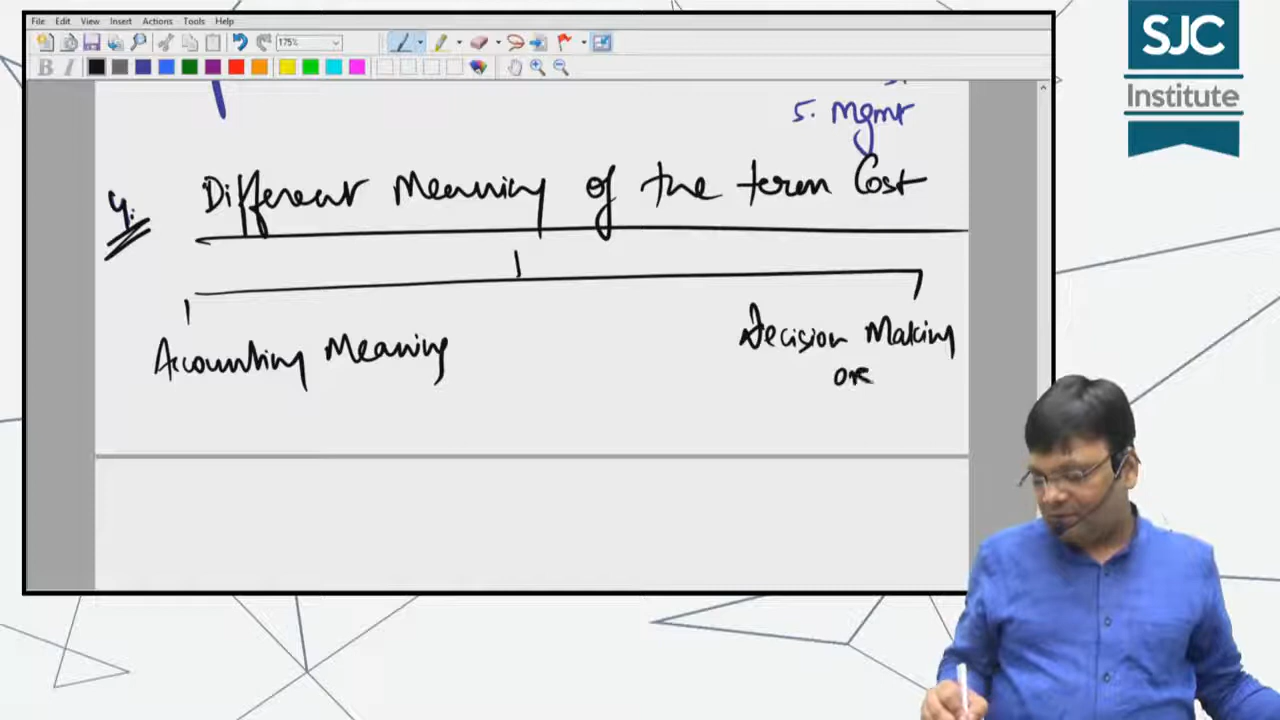 File Edit View Insert Actions Tools Help
175%
B I
5. Mgmt
4. Different Meaning of the term Cost
Accounting Meaning
Decision Making
or
SJC
Institute